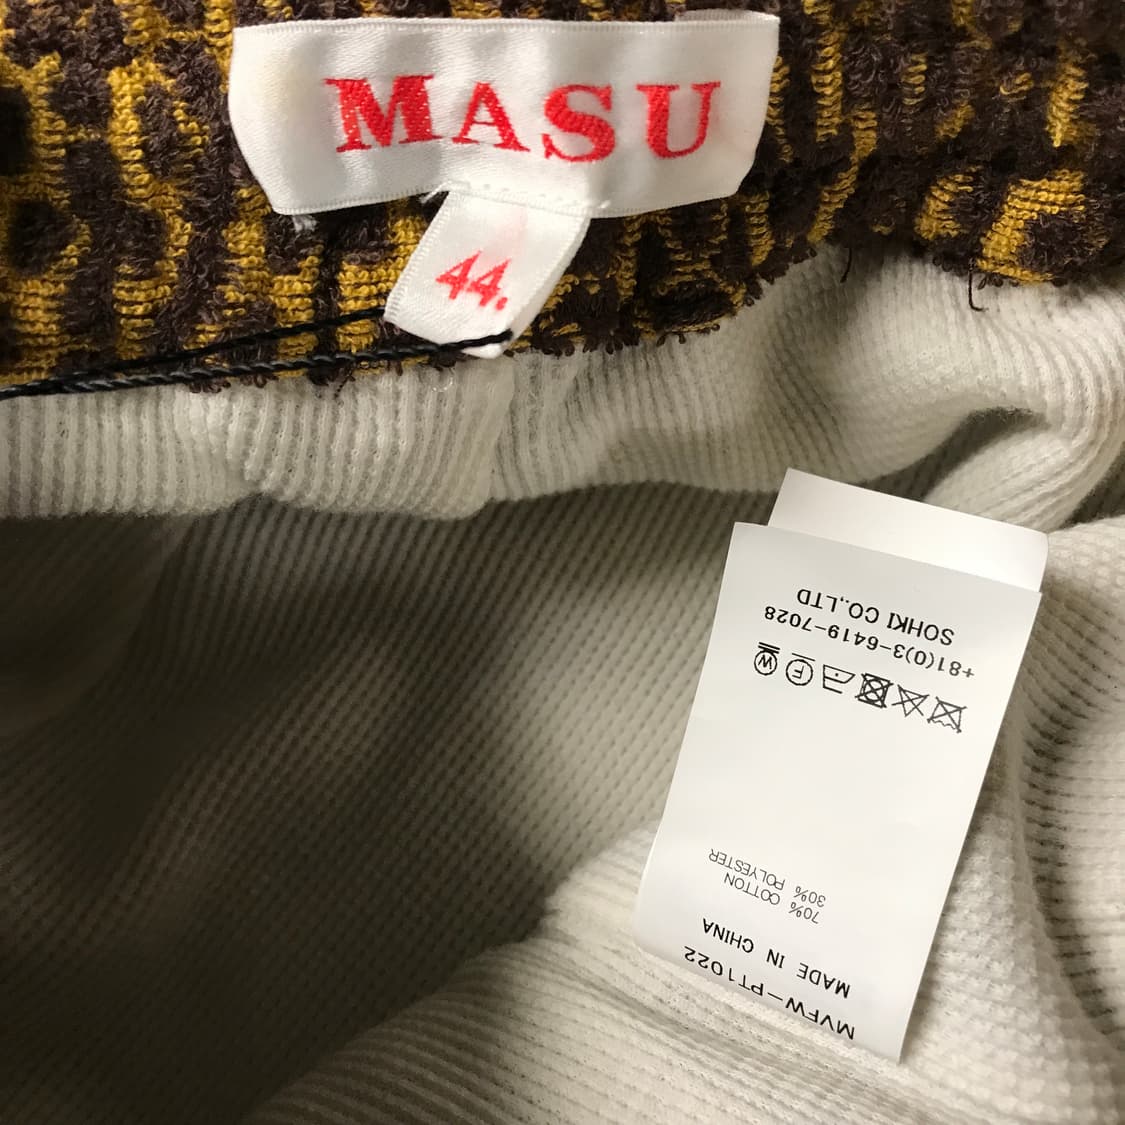 MASU
44.
MVFW-PT1022
MADE IN CHINA
70% COTTON
30% POLYESTER
W F
+81(0)3-6419-7028
SOHKI CO.,LTD